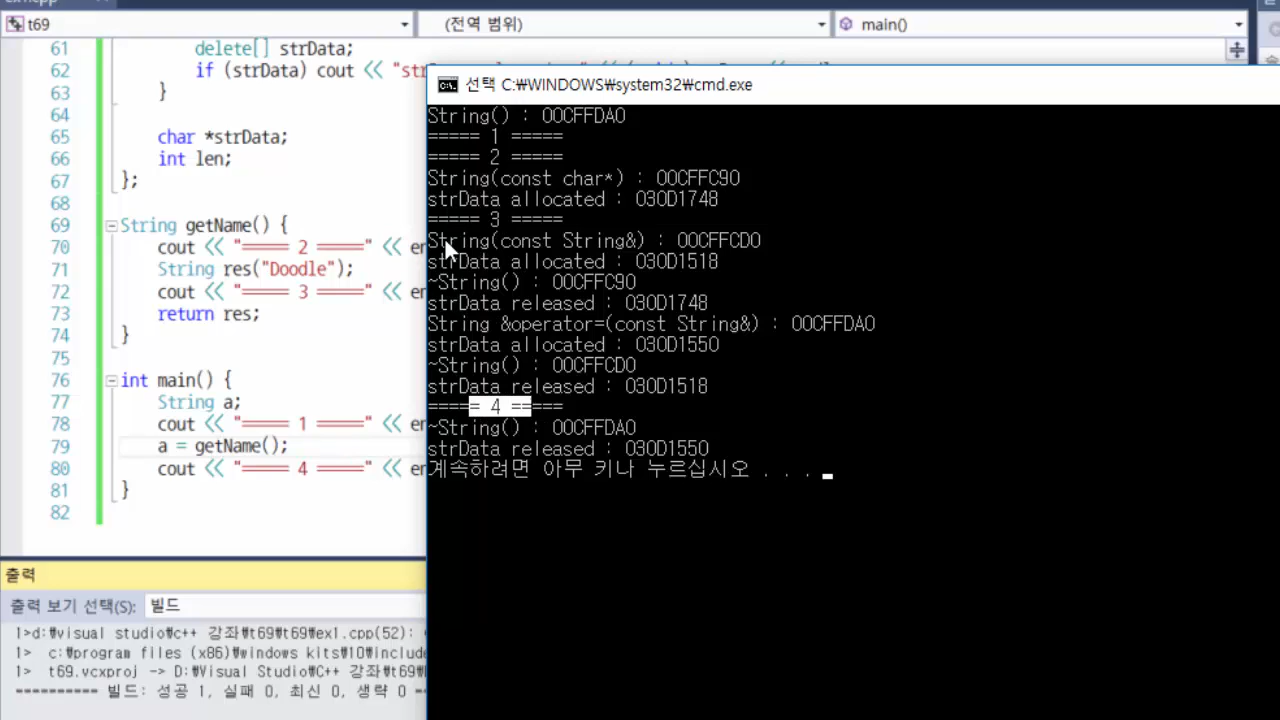 t69
(전역 범위)
main()
61 delete[] strData;
62 if (strData) cout <<
63 }
64
65 char *strData;
66 int len;
67 };
68
69 String getName() {
70 cout << "===== 2 =====" <<
71 String res("Doodle");
72 cout << "===== 3 =====" <<
73 return res;
74 }
75
76 int main() {
77 String a;
78 cout << "===== 1 =====" <<
79 a = getName();
80 cout << "===== 4 =====" <<
81 }
82
선택 C:₩WINDOWS₩system32₩cmd.exe
String() : 00CFFDA0
===== 1 =====
===== 2 =====
String(const char*) : 00CFFC90
strData allocated : 030D1748
===== 3 =====
String(const String&) : 00CFFCD0
strData allocated : 030D1518
~String() : 00CFFC90
strData released : 030D1748
String &operator=(const String&) : 00CFFDA0
strData allocated : 030D1550
~String() : 00CFFCD0
strData released : 030D1518
===== 4 =====
~String() : 00CFFDA0
strData released : 030D1550
계속하려면 아무 키나 누르십시오 . . .
출력
출력 보기 선택(S): 빌드
1>d:₩visual studio₩c++ 강좌₩t69₩t69₩ex1.cpp(52):
1> c:₩program files (x86)₩windows kits₩10₩include
1> t69.vcxproj -> D:₩Visual Studio₩C++ 강좌₩t69₩
========== 빌드: 성공 1, 실패 0, 최신 0, 생략 0 ==